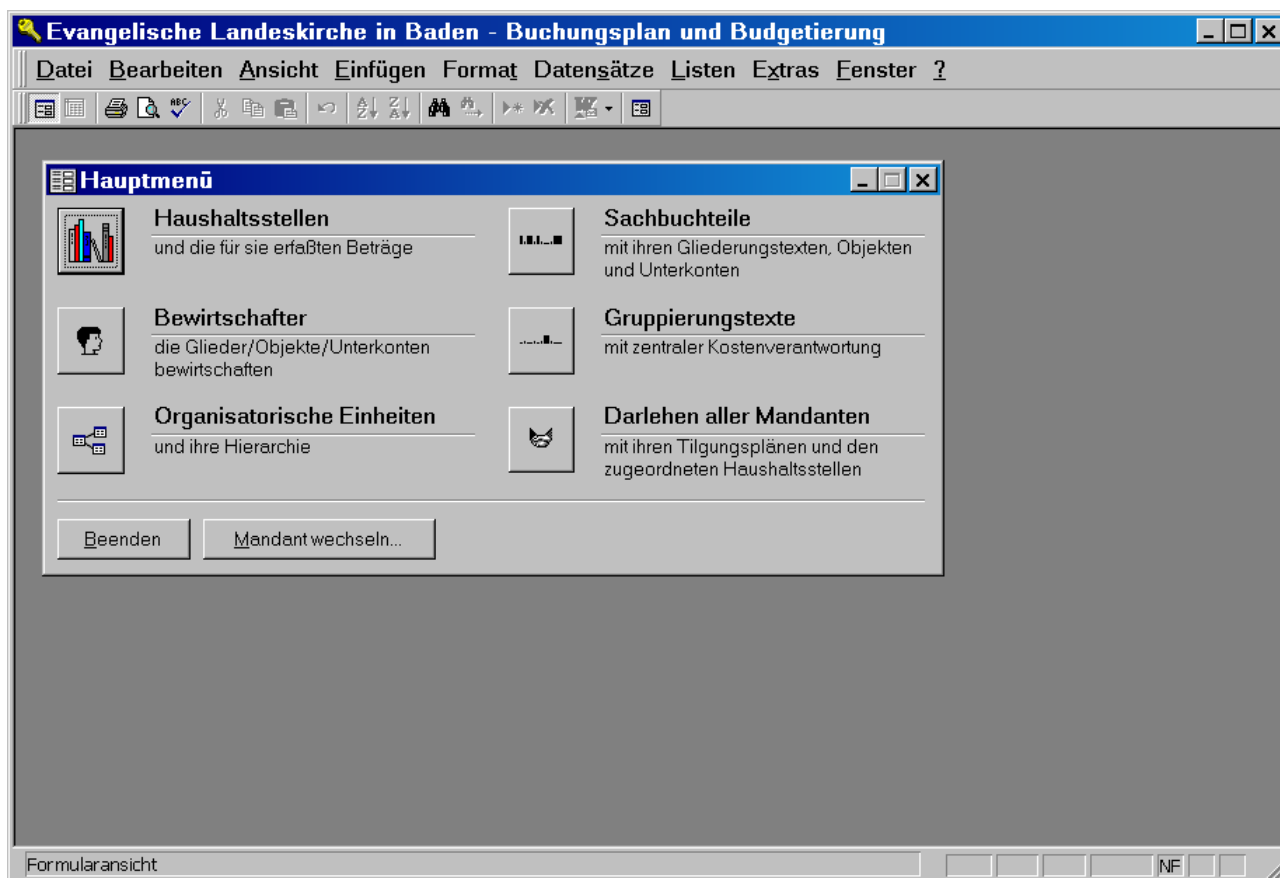 Evangelische Landeskirche in Baden - Buchungsplan und Budgetierung
Datei Bearbeiten Ansicht Einfügen Format Datensätze Listen Extras Fenster ?
ABC
Hauptmenü
Haushaltsstellen
und die für sie erfaßten Beträge
Sachbuchteile
mit ihren Gliederungstexten, Objekten
und Unterkonten
Bewirtschafter
die Glieder/Objekte/Unterkonten
bewirtschaften
Gruppierungstexte
mit zentraler Kostenverantwortung
Organisatorische Einheiten
und ihre Hierarchie
Darlehen aller Mandanten
mit ihren Tilgungsplänen und den
zugeordneten Haushaltsstellen
Beenden Mandant wechseln...
Formularansicht NF